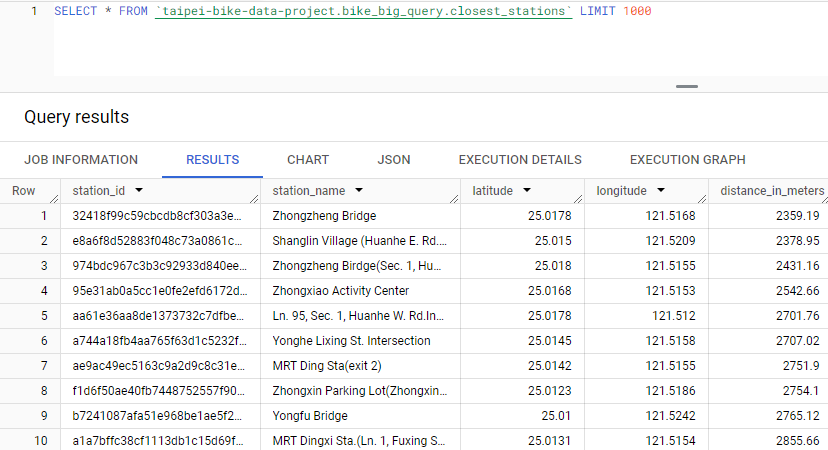 1 SELECT * FROM `taipei-bike-data-project.bike_big_query.closest_stations` LIMIT 1000
Query results
JOB INFORMATION RESULTS CHART JSON EXECUTION DETAILS EXECUTION GRAPH
Row station_id station_name latitude longitude distance_in_meters
1 32418f99c59cbcdb8cf303a3e... Zhongzheng Bridge 25.0178 121.5168 2359.19
2 e8a6f8d52883f048c73a0861c... Shanglin Village (Huanhe E. Rd.... 25.015 121.5209 2378.95
3 974bdc967c3b3c92933d840ee... Zhongzheng Birdge(Sec. 1, Hu... 25.018 121.5155 2431.16
4 95e31ab0a5cc1e0fe2efd6172d... Zhongxiao Activity Center 25.0168 121.5153 2542.66
5 aa61e36aa8de1373732c7dfbe... Ln. 95, Sec. 1, Huanhe W. Rd.In... 25.0178 121.512 2701.76
6 a744a18fb4aa765f63d1c5232f... Yonghe Lixing St. Intersection 25.0145 121.5158 2707.02
7 ae9ac49ec5163c9a2d9c8c31e... MRT Ding Sta(exit 2) 25.0142 121.5155 2751.9
8 f1d6f50ae40fb7448752557f90... Zhongxin Parking Lot(Zhongxin... 25.0123 121.5186 2754.1
9 b7241087afa51e968be1ae5f2... Yongfu Bridge 25.01 121.5242 2765.12
10 a1a7bffc38cf1113db1c15d69f... MRT Dingxi Sta.(Ln. 1, Fuxing S... 25.0131 121.5154 2855.66